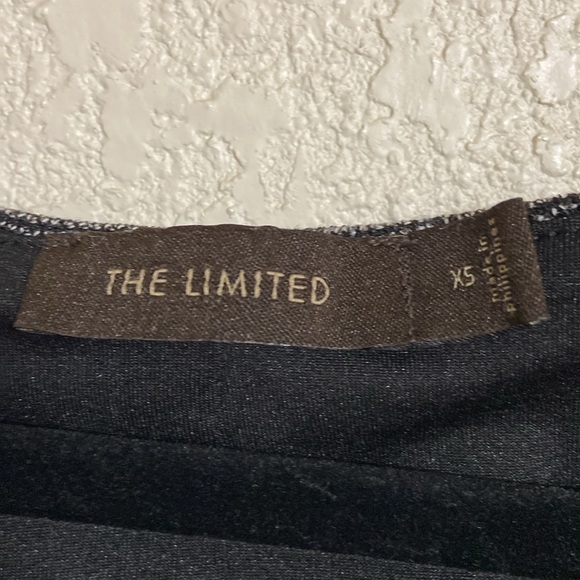 THE LIMITED
XS
Made in
Philippines